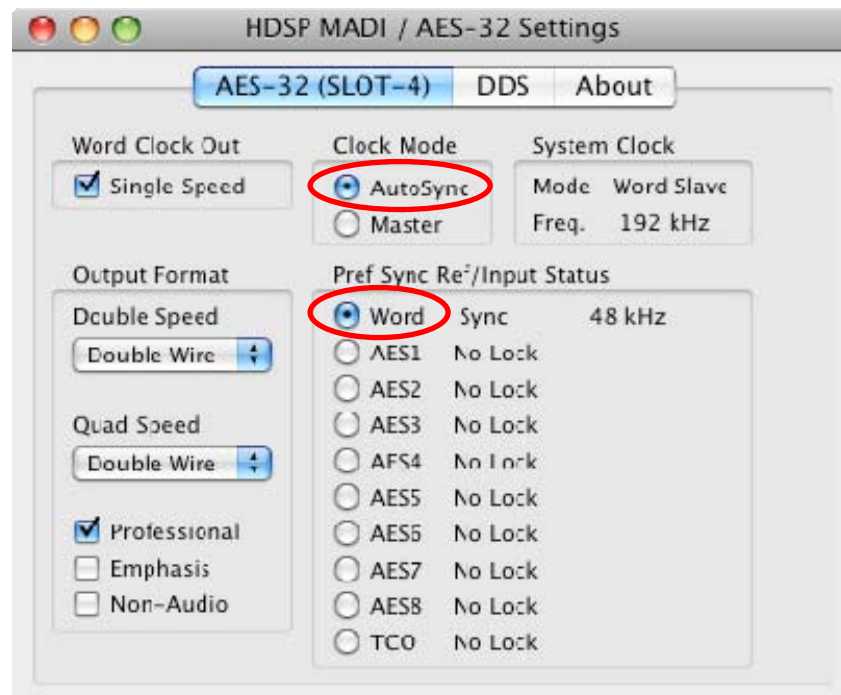 HDSP MADI / AES-32 Settings
AES-32 (SLOT-4) DDS About
Word Clock Out
Single Speed
Clock Mode
AutoSync
Master
System Clock
Mode Word Slave
Freq. 192 kHz
Output Format
Double Speed
Double Wire
Quad Speed
Double Wire
Professional
Emphasis
Non-Audio
Pref Sync Ref/Input Status
Word Sync 48 kHz
AES1 No Lock
AES2 No Lock
AES3 No Lock
AES4 No Lock
AES5 No Lock
AES6 No Lock
AES7 No Lock
AES8 No Lock
TCO No Lock